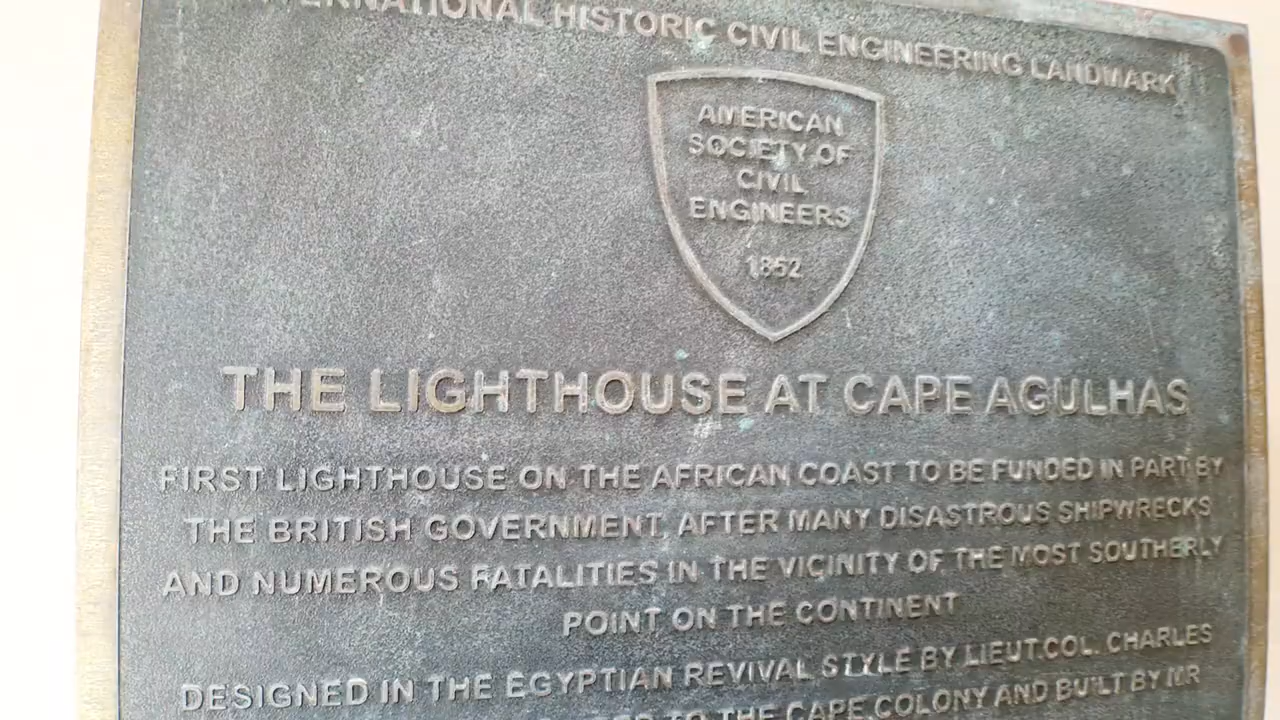 INTERNATIONAL HISTORIC CIVIL ENGINEERING LANDMARK
AMERICAN
SOCIETY OF
CIVIL
ENGINEERS
1852
THE LIGHTHOUSE AT CAPE AGULHAS
FIRST LIGHTHOUSE ON THE AFRICAN COAST TO BE FUNDED IN PART BY
THE BRITISH GOVERNMENT, AFTER MANY DISASTROUS SHIPWRECKS
AND NUMEROUS FATALITIES IN THE VICINITY OF THE MOST SOUTHERLY
POINT ON THE CONTINENT
DESIGNED IN THE EGYPTIAN REVIVAL STYLE BY LIEUT.COL. CHARLES
TO THE CAPE COLONY AND BUILT BY MR